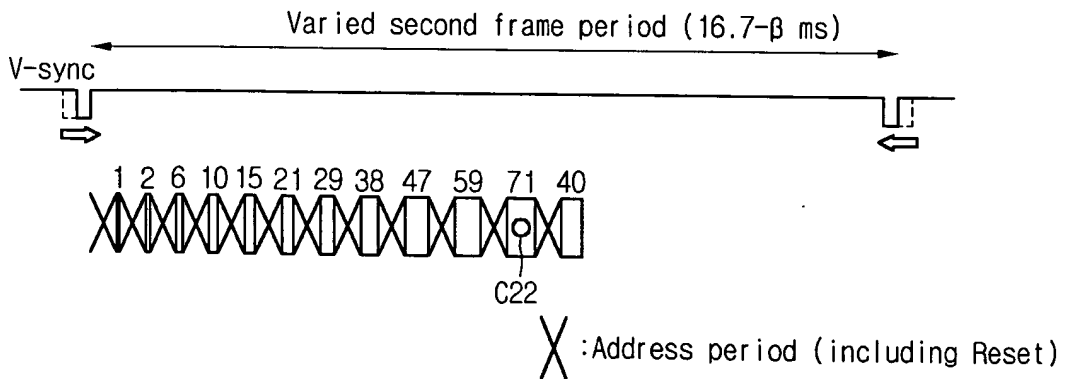 Varied second frame period (16.7-β ms)
V-sync
1 2 6 10 15 21 29 38 47 59 71 40
C22
:Address period (including Reset)